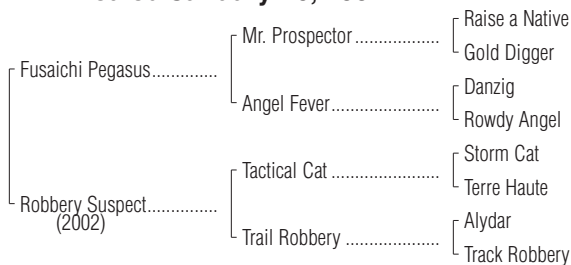 Raise a Native
Mr. Prospector ..................
Gold Digger
Fusaichi Pegasus..............
Danzig
Angel Fever.......................
Rowdy Angel
Storm Cat
Tactical Cat .......................
Terre Haute
Robbery Suspect...............
(2002)
Alydar
Trail Robbery ....................
Track Robbery